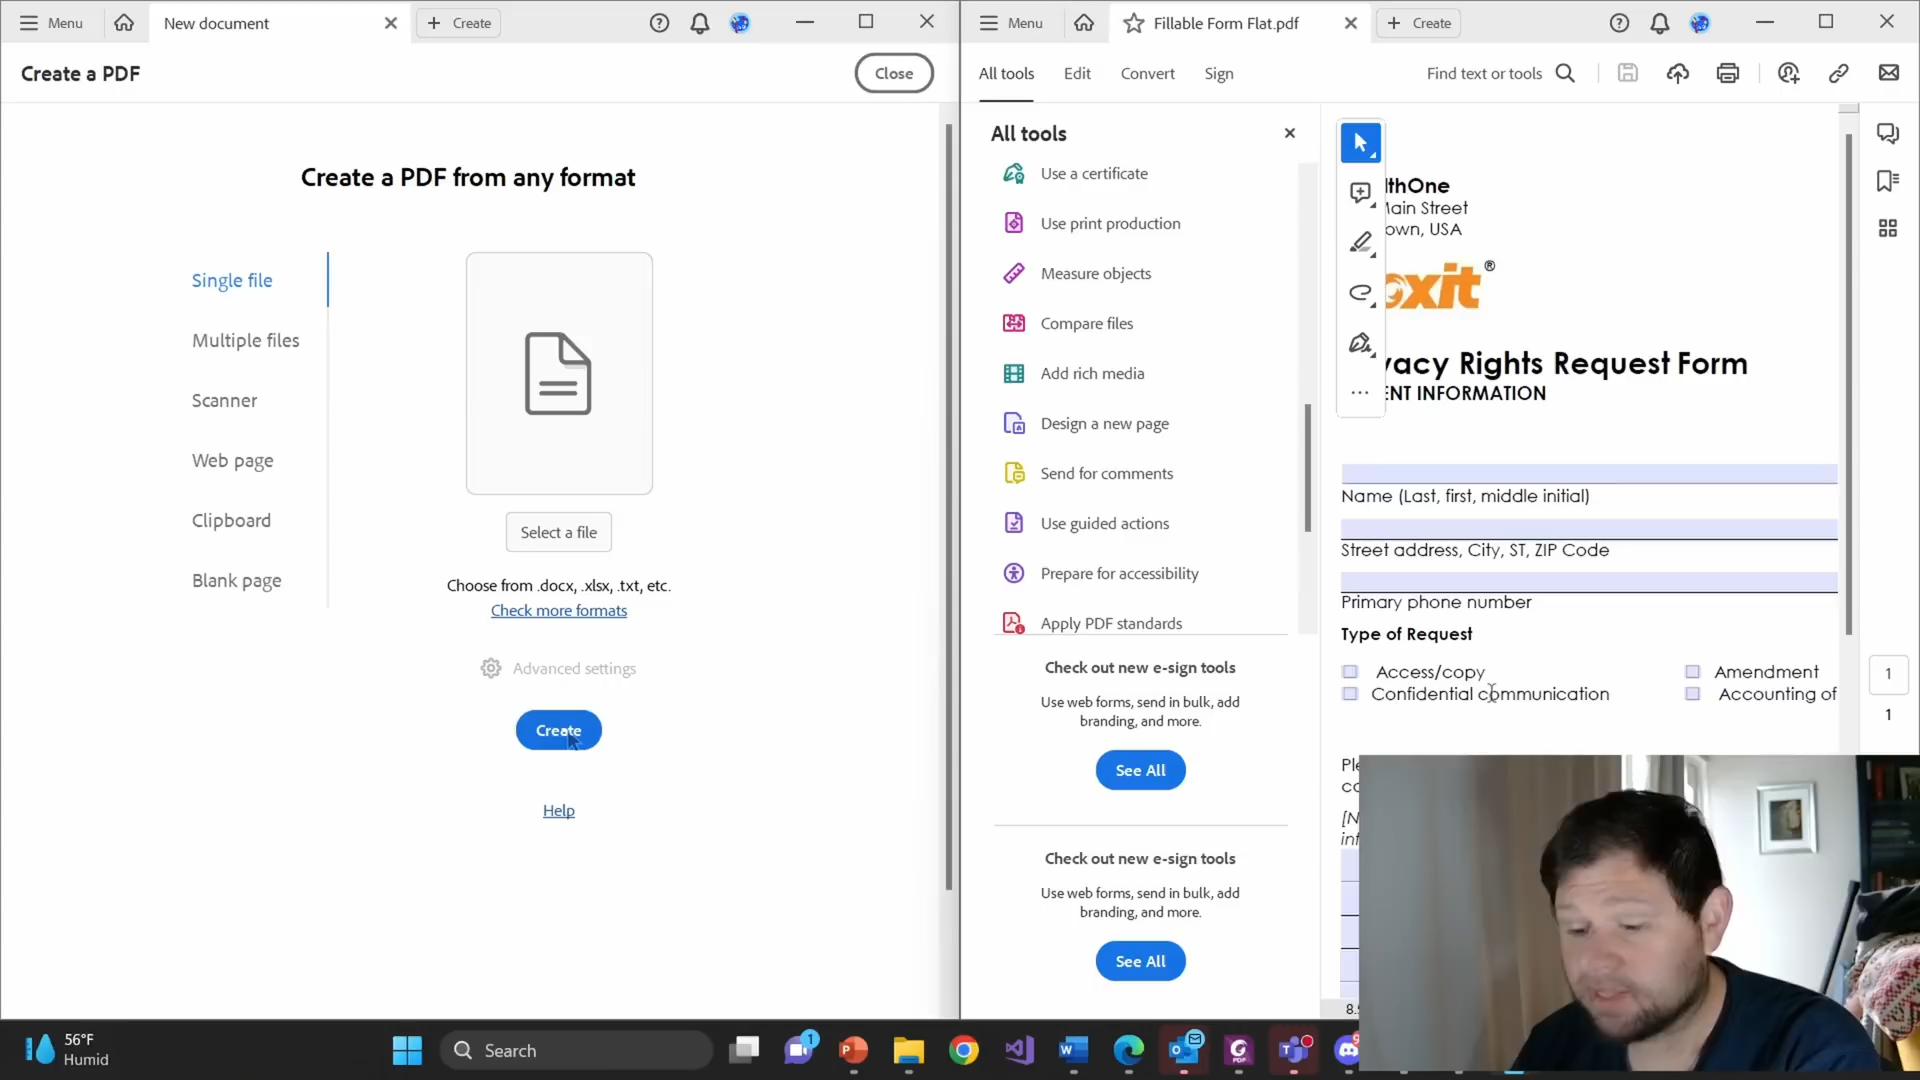 Menu
New document
Create
Create a PDF
Close
Create a PDF from any format
Single file
Multiple files
Scanner
Web page
Clipboard
Blank page
Select a file
Choose from .docx, .xlsx, .txt, etc.
Check more formats
Advanced settings
Create
Help
Menu
Fillable Form Flat.pdf
Create
All tools
Edit
Convert
Sign
Find text or tools
All tools
Use a certificate
Use print production
Measure objects
Compare files
Add rich media
Design a new page
Send for comments
Use guided actions
Prepare for accessibility
Apply PDF standards
Check out new e-sign tools
Use web forms, send in bulk, add
branding, and more.
See All
Check out new e-sign tools
Use web forms, send in bulk, add
branding, and more.
See All
lthOne
Main Street
own, USA
oxit®
vacy Rights Request Form
ENT INFORMATION
Name (Last, first, middle initial)
Street address, City, ST, ZIP Code
Primary phone number
Type of Request
Access/copy
Amendment
Confidential communication
Accounting of
1
1
56°F
Humid
Search
1